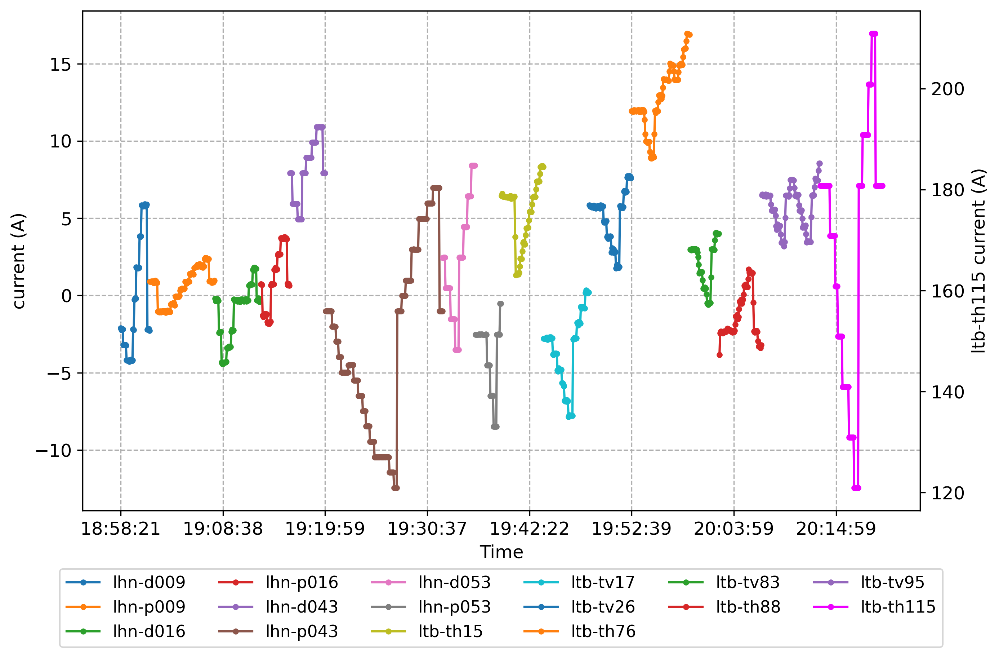 15
10
5
0
−5
−10
current (A)
200
180
160
140
120
ltb-th115 current (A)
18:58:21 19:08:38 19:19:59 19:30:37 19:42:22 19:52:39 20:03:59 20:14:59
Time
lhn-d009 lhn-p016 lhn-d053 ltb-tv17 ltb-tv83 ltb-tv95
lhn-p009 lhn-d043 lhn-p053 ltb-tv26 ltb-th88 ltb-th115
lhn-d016 lhn-p043 ltb-th15 ltb-th76